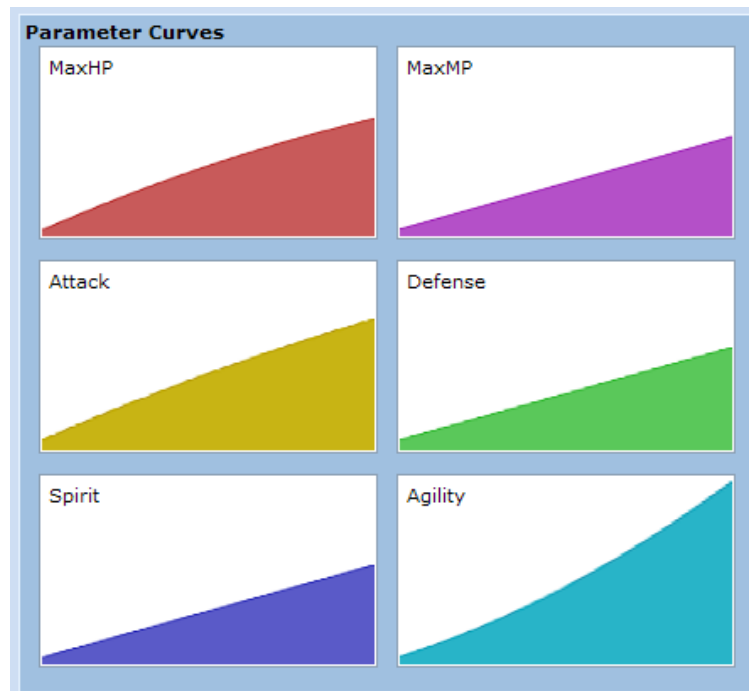 Parameter Curves
MaxHP
MaxMP
Attack
Defense
Spirit
Agility